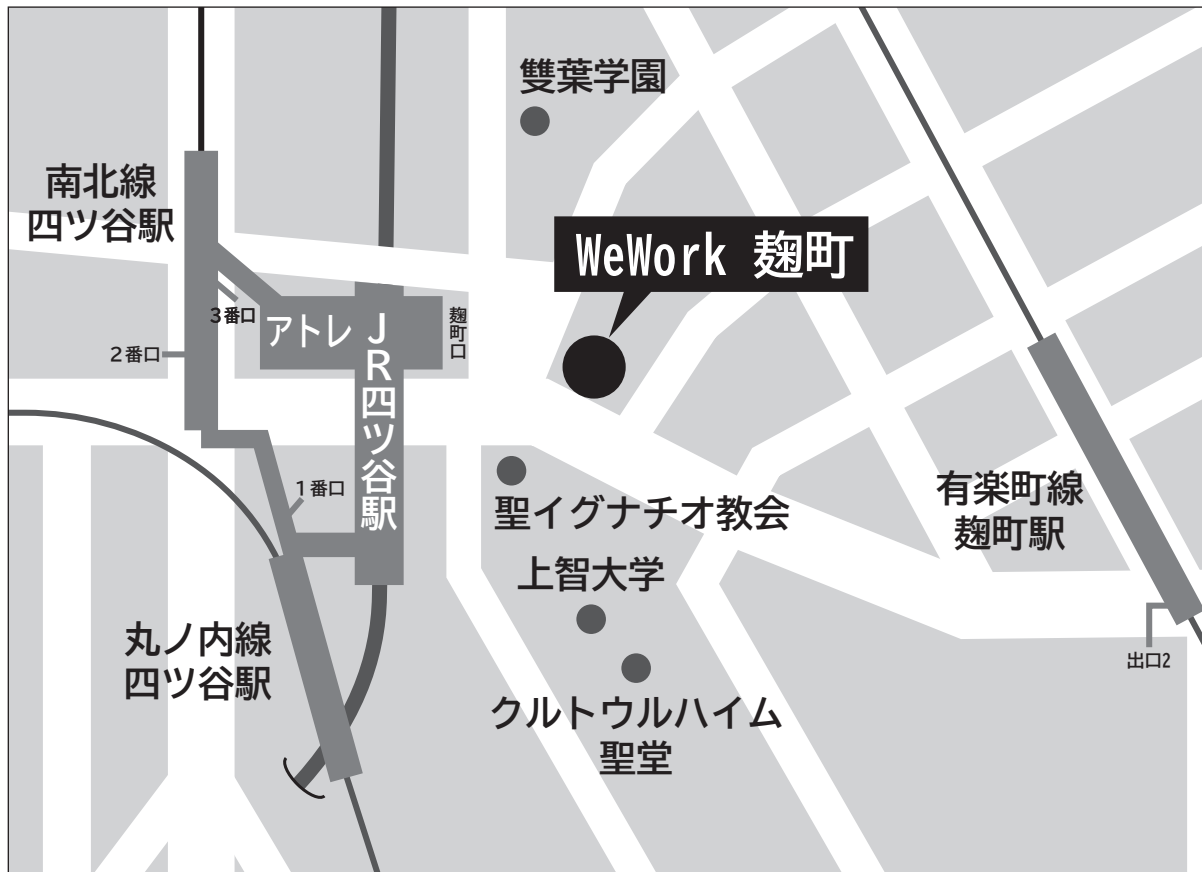 雙葉学園
南北線
四ツ谷駅
WeWork 麹町
3番口
アトレ
JR四ツ谷駅
麹町口
2番口
1番口
聖イグナチオ教会
有楽町線
麹町駅
上智大学
丸ノ内線
四ツ谷駅
出口2
クルトウルハイム
聖堂